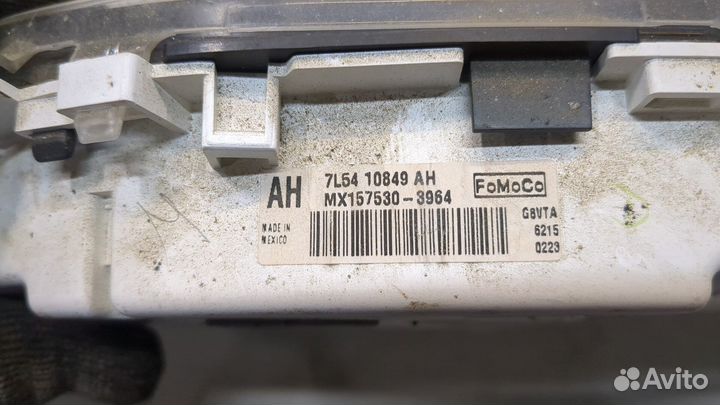 AH
7L54 10849 AH
MX157530-3964
FoMoCo
MADE IN
MEXICO
G8VTA
6215
0223
Avito